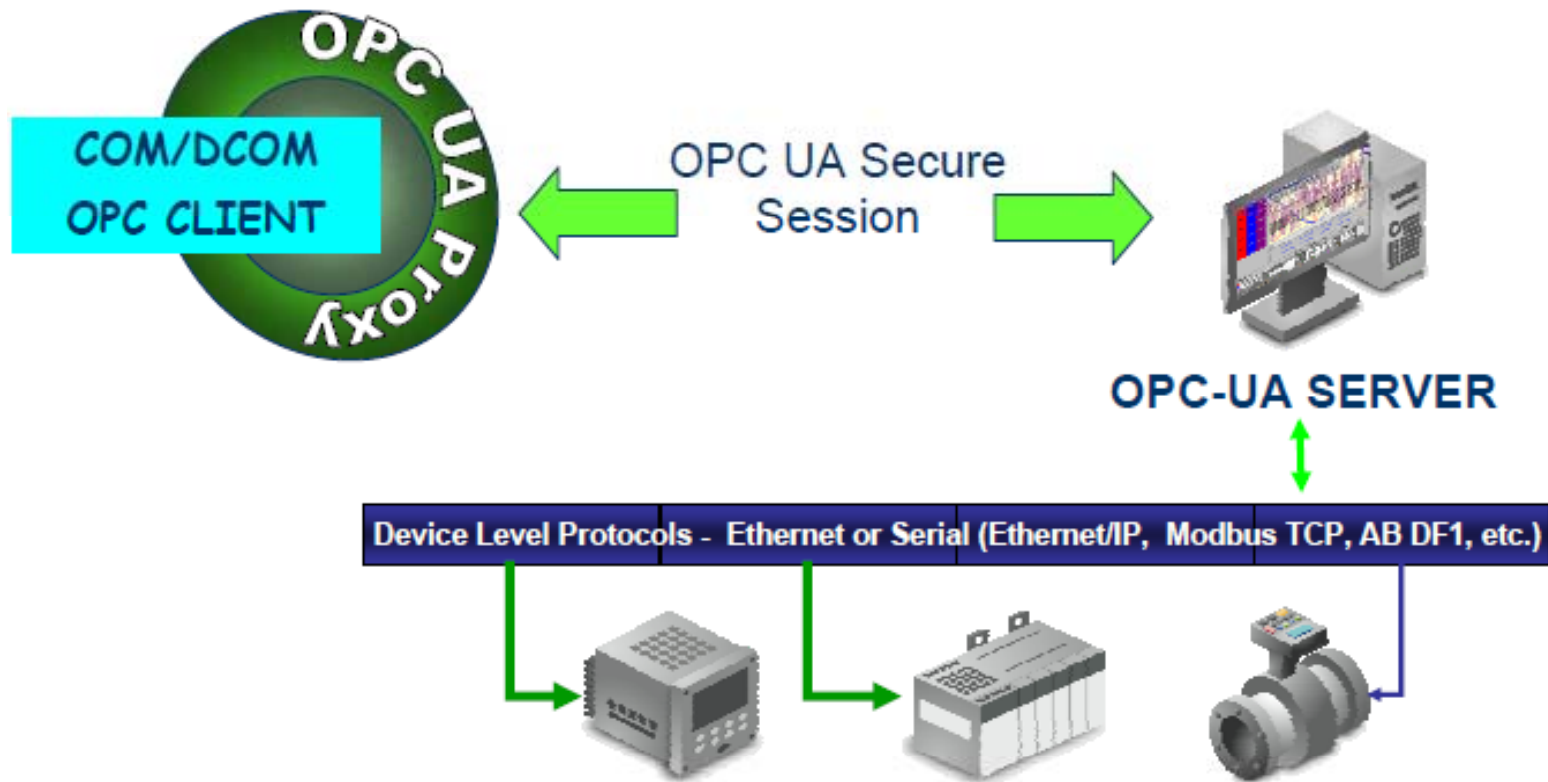 OPC UA Proxy
COM/DCOM
OPC CLIENT
OPC UA Secure
Session
OPC-UA SERVER
Device Level Protocols - Ethernet or Serial (Ethernet/IP, Modbus TCP, AB DF1, etc.)